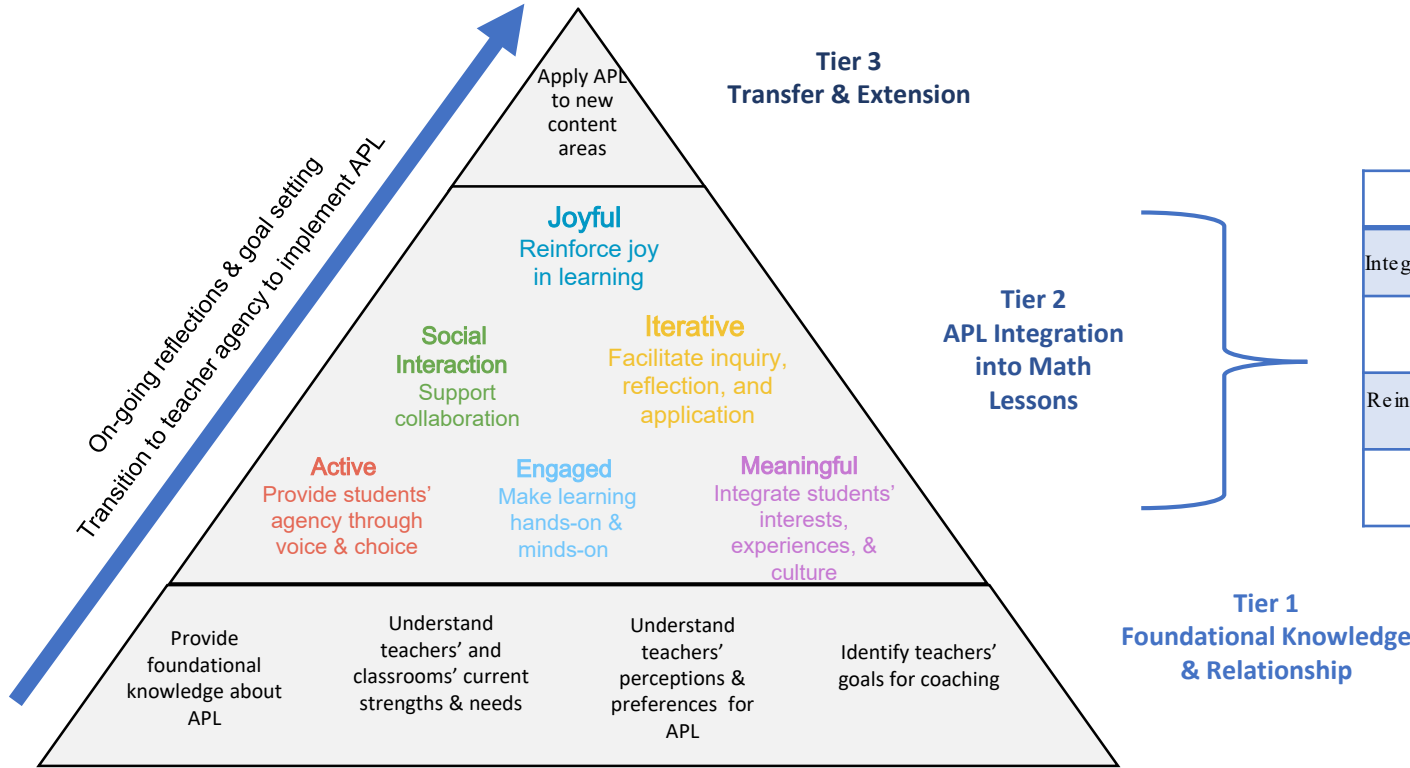 Apply APL
to new
content
areas
Tier 3
Transfer & Extension
On-going reflections & goal setting
Transition to teacher agency to implement APL
Joyful
Reinforce joy
in learning
Social
Interaction
Support
collaboration
Iterative
Facilitate inquiry,
reflection, and
application
Active
Provide students'
agency through
voice & choice
Engaged
Make learning
hands-on &
minds-on
Meaningful
Integrate students'
interests,
experiences, &
culture
Tier 2
APL Integration
into Math
Lessons
Provide
foundational
knowledge about
APL
Understand
teachers' and
classrooms' current
strengths & needs
Understand
teachers'
perceptions &
preferences for
APL
Identify teachers'
goals for coaching
Tier 1
Foundational Knowledge
& Relationship